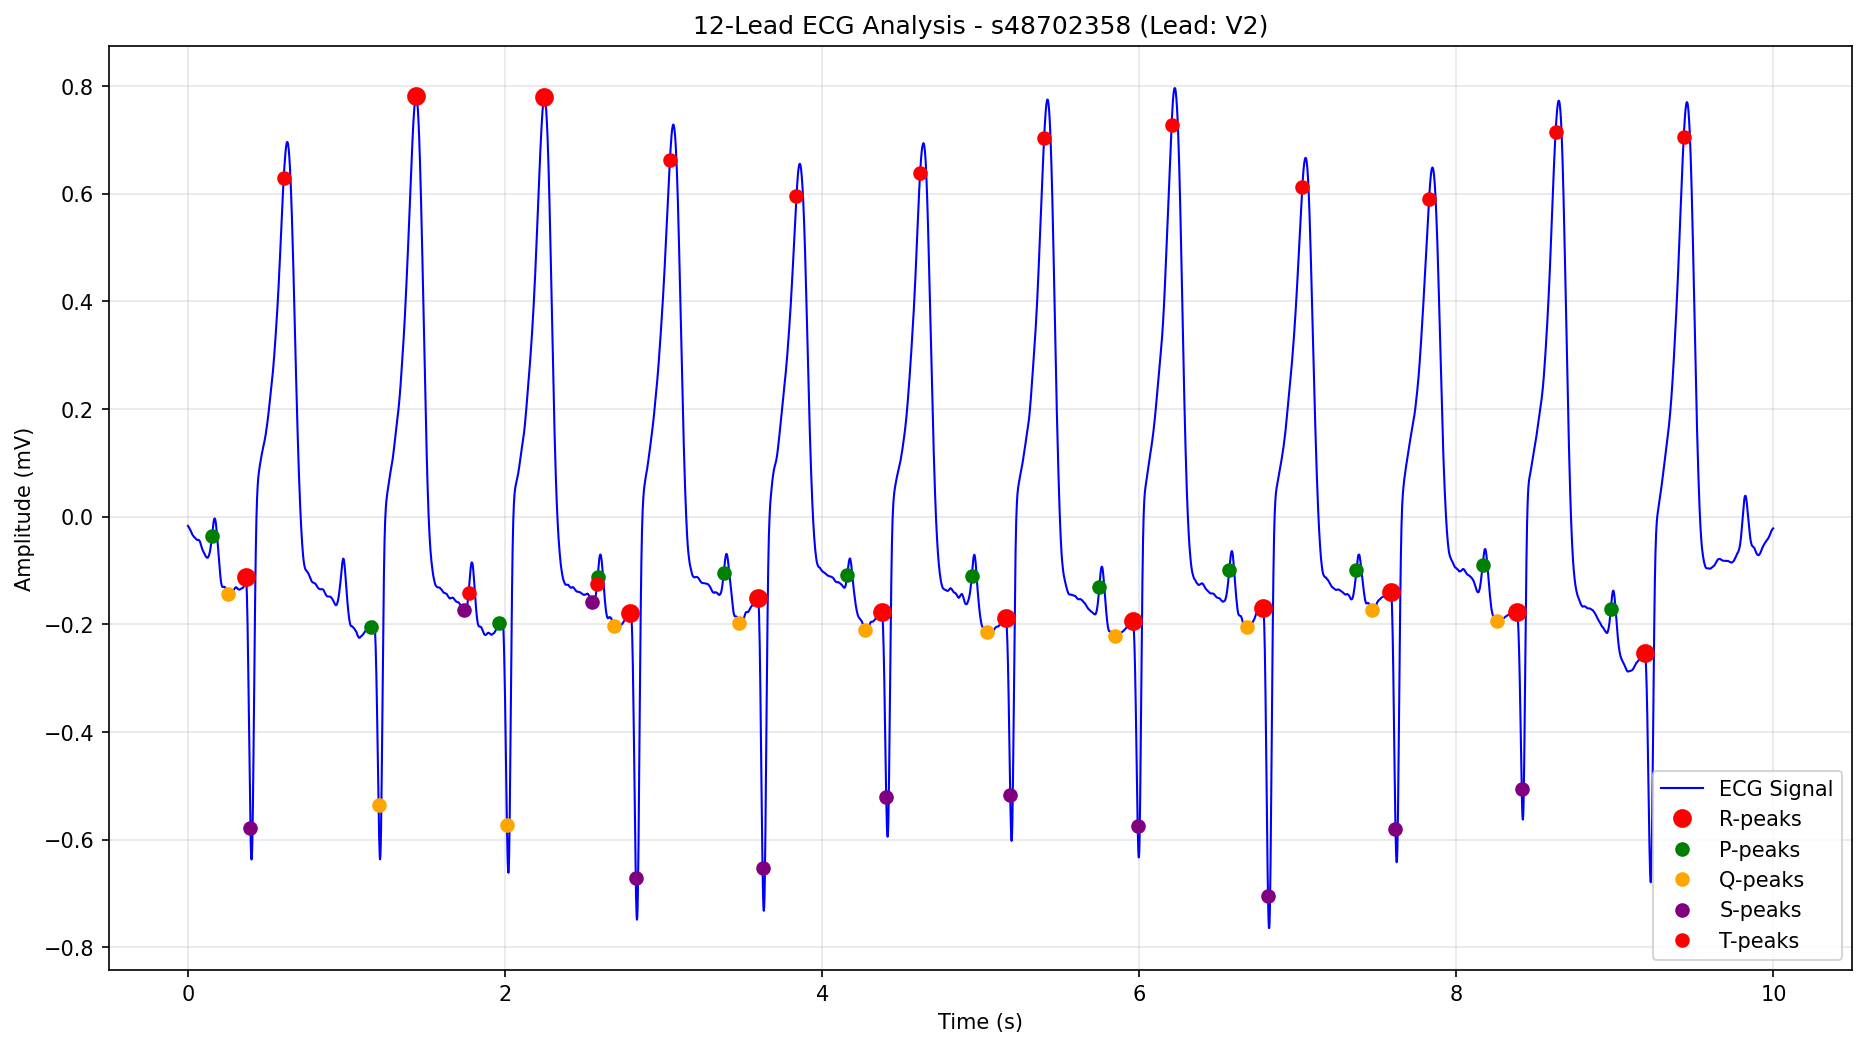 12-Lead ECG Analysis - s48702358 (Lead: V2)
Amplitude (mV)
0.8
0.6
0.4
0.2
0.0
−0.2
−0.4
−0.6
−0.8
ECG Signal
R-peaks
P-peaks
Q-peaks
S-peaks
T-peaks
0 2 4 6 8 10
Time (s)